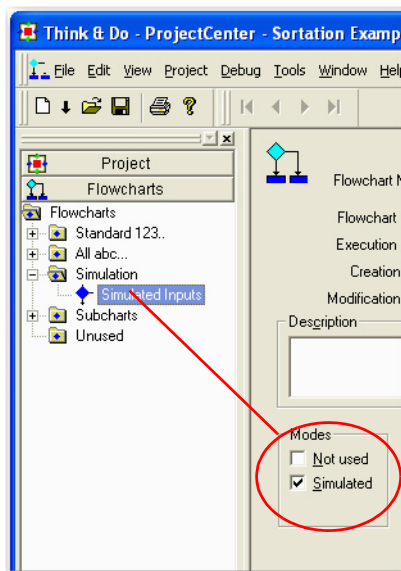 Think & Do - ProjectCenter - Sortation Examp
File Edit View Project Debug Tools Window Help
Project
Flowcharts
Flowcharts
Standard 123..
All abc...
Simulation
Simulated Inputs
Subcharts
Unused
Flowchart N
Flowchart
Execution
Creation
Modification
Description
Modes
Not used
Simulated